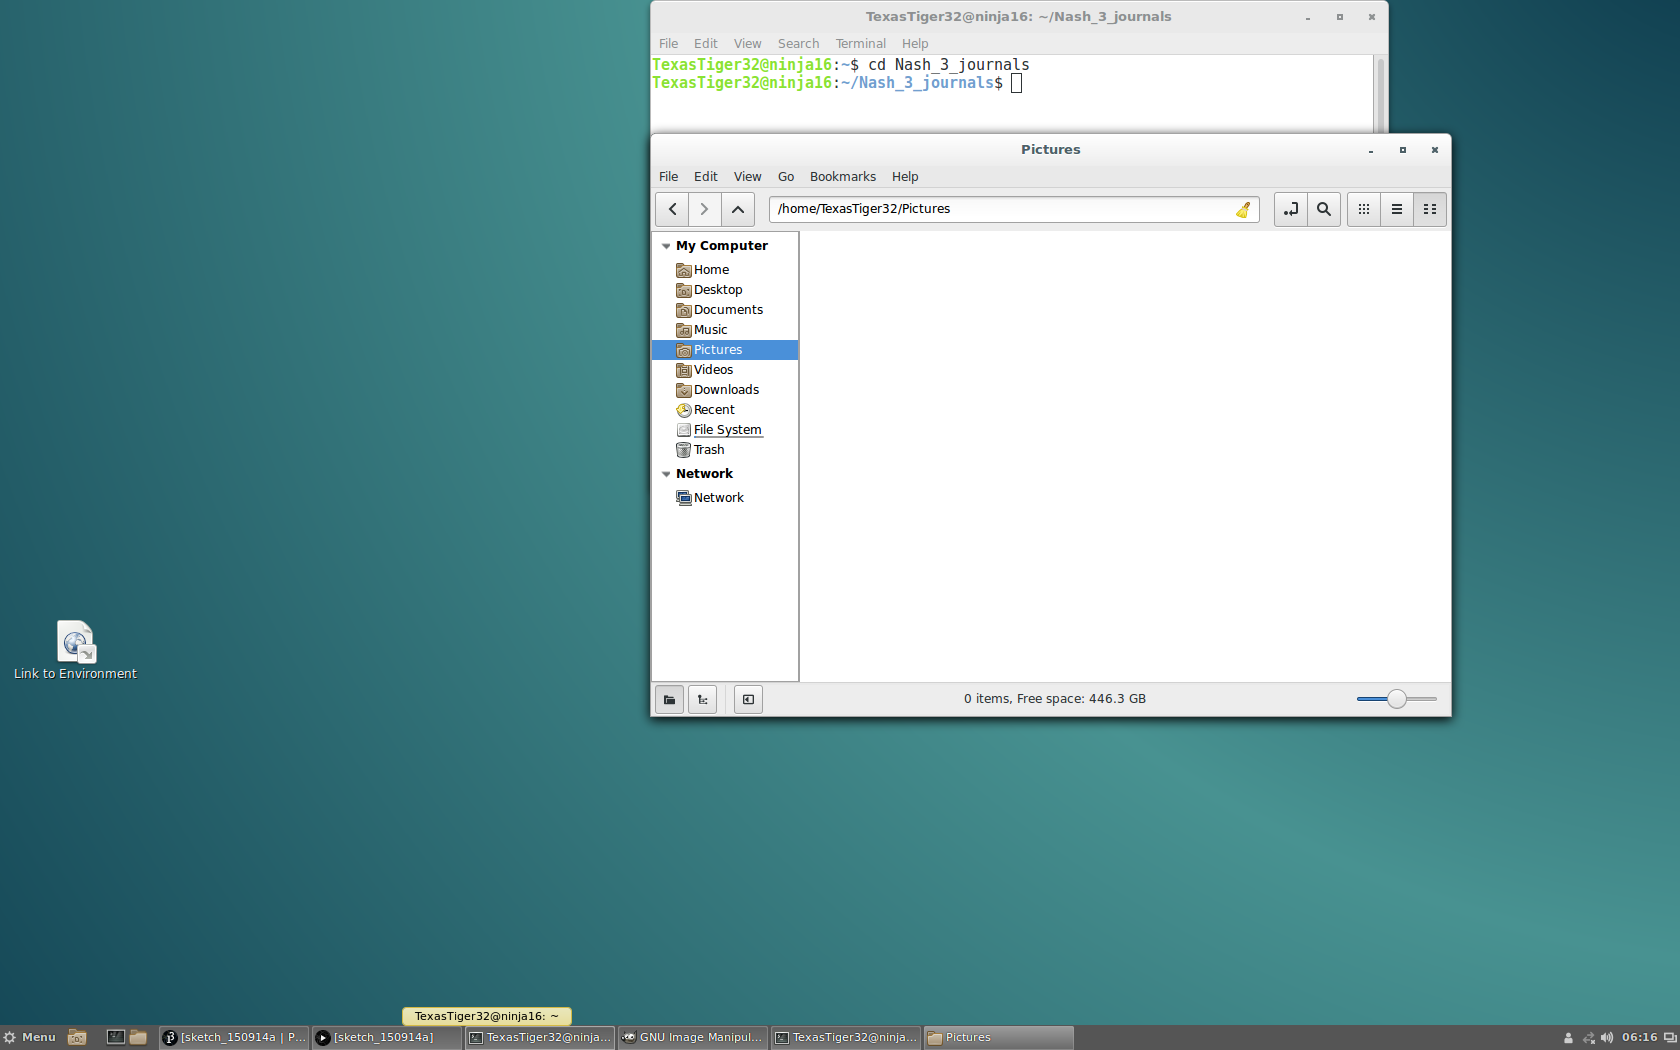 TexasTiger32@ninja16: ~/Nash_3_journals
File Edit View Search Terminal Help
TexasTiger32@ninja16:~$ cd Nash_3_journals
TexasTiger32@ninja16:~/Nash_3_journals$
Pictures
File Edit View Go Bookmarks Help
/home/TexasTiger32/Pictures
My Computer
Home
Desktop
Documents
Music
Pictures
Videos
Downloads
Recent
File System
Trash
Network
Network
0 items, Free space: 446.3 GB
Link to Environment
TexasTiger32@ninja16: ~
Menu [sketch_150914a | P... [sketch_150914a] TexasTiger32@ninja... GNU Image Manipul... TexasTiger32@ninja... Pictures 06:16